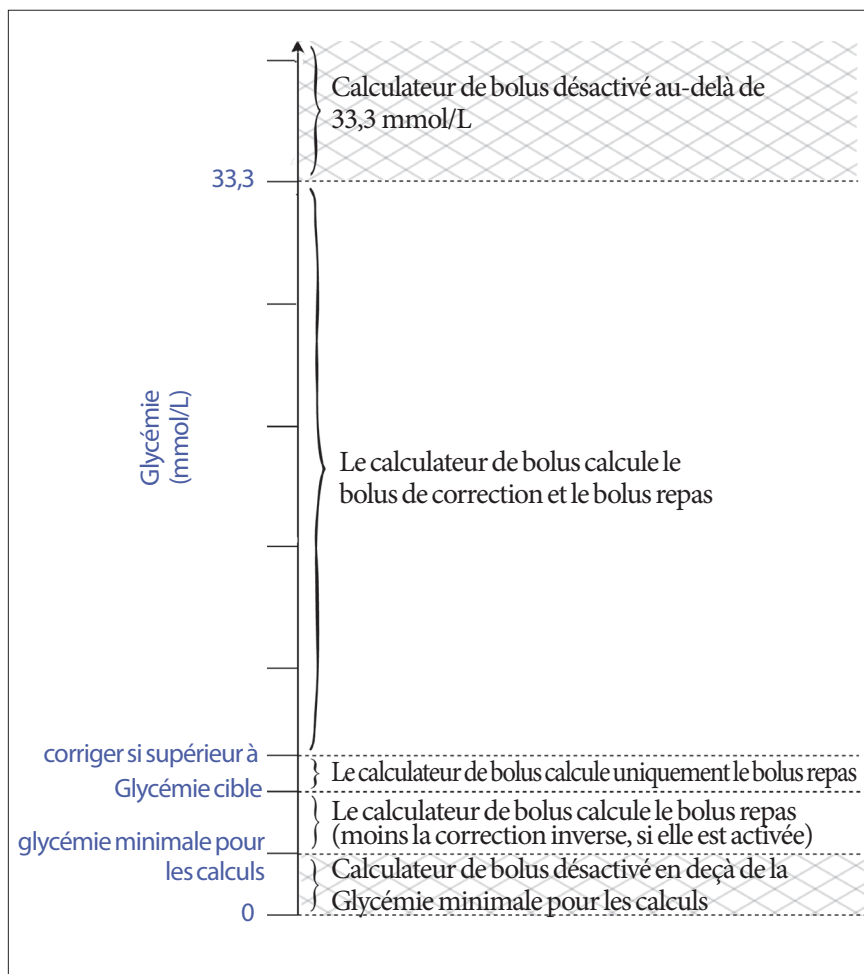 Calculateur de bolus désactivé au-delà de
33,3 mmol/L
33,3
Glycémie
(mmol/L)
Le calculateur de bolus calcule le
bolus de correction et le bolus repas
corriger si supérieur à
Le calculateur de bolus calcule uniquement le bolus repas
Glycémie cible
Le calculateur de bolus calcule le bolus repas
(moins la correction inverse, si elle est activée)
glycémie minimale pour
les calculs
Calculateur de bolus désactivé en deçà de la
Glycémie minimale pour les calculs
0